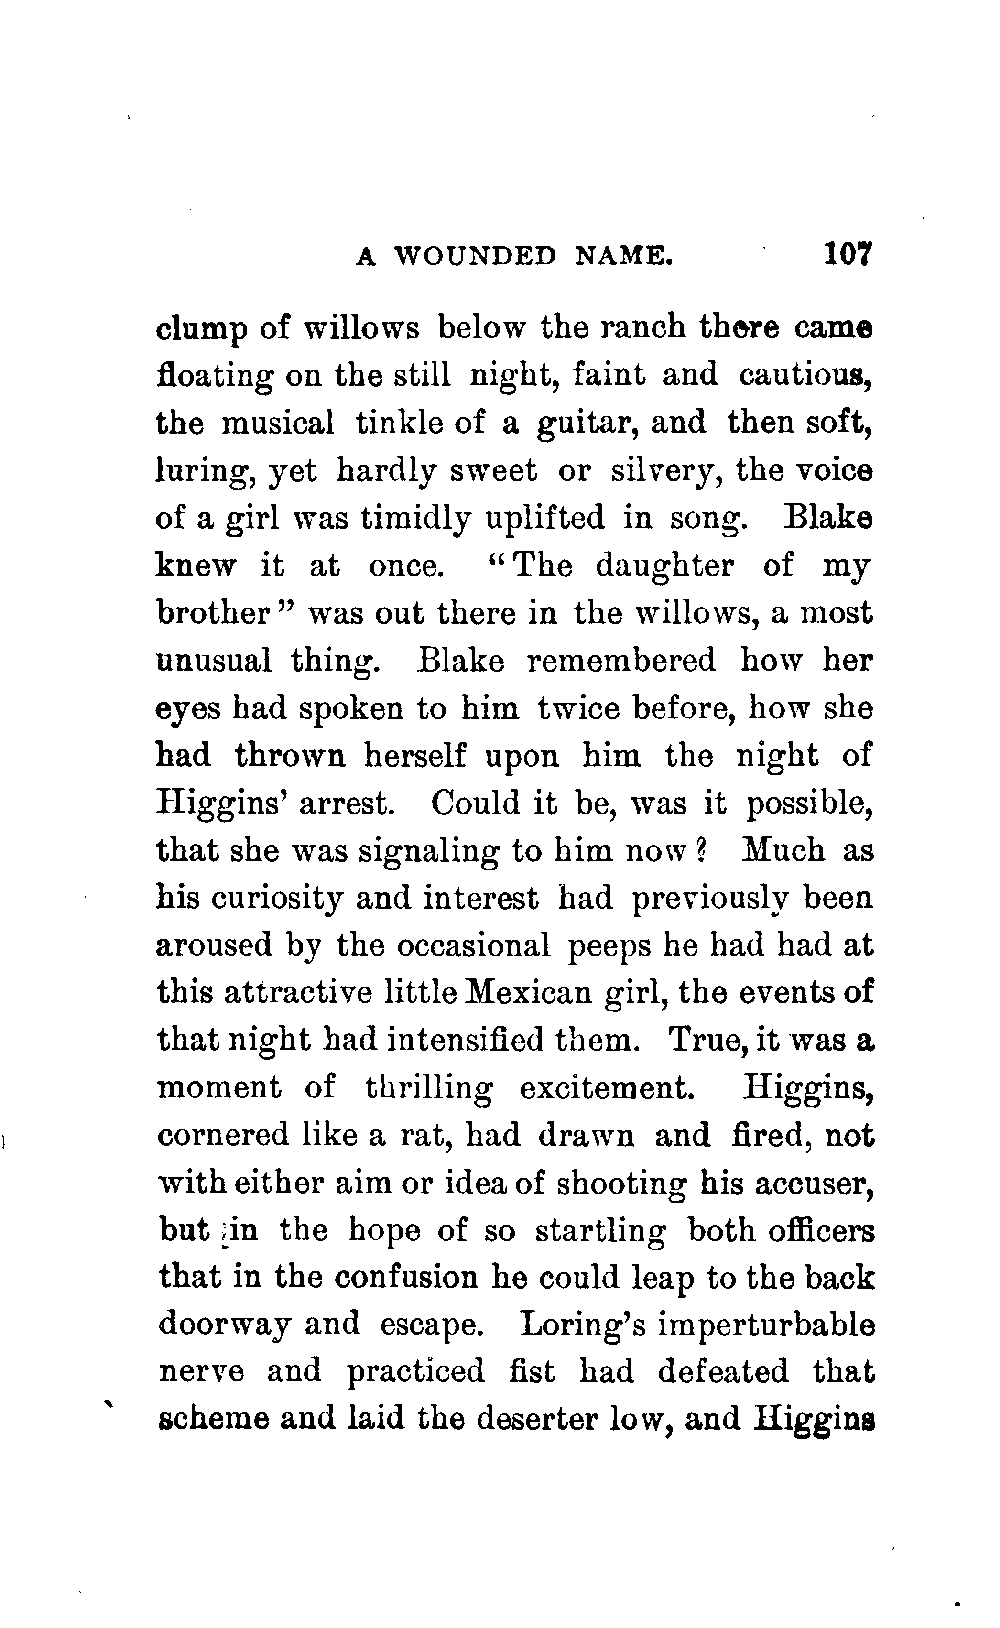 A WOUNDED NAME. 107
clump of willows below the ranch there came
floating on the still night, faint and cautious,
the musical tinkle of a guitar, and then soft,
luring, yet hardly sweet or silvery, the voice
of a girl was timidly uplifted in song. Blake
knew it at once. “The daughter of my
brother” was out there in the willows, a most
unusual thing. Blake remembered how her
eyes had spoken to him twice before, how she
had thrown herself upon him the night of
Higgins’ arrest. Could it be, was it possible,
that she was signaling to him now? Much as
his curiosity and interest had previously been
aroused by the occasional peeps he had had at
this attractive little Mexican girl, the events of
that night had intensified them. True, it was a
moment of thrilling excitement. Higgins,
cornered like a rat, had drawn and fired, not
with either aim or idea of shooting his accuser,
but in the hope of so startling both officers
that in the confusion he could leap to the back
doorway and escape. Loring’s imperturbable
nerve and practiced fist had defeated that
scheme and laid the deserter low, and Higgins